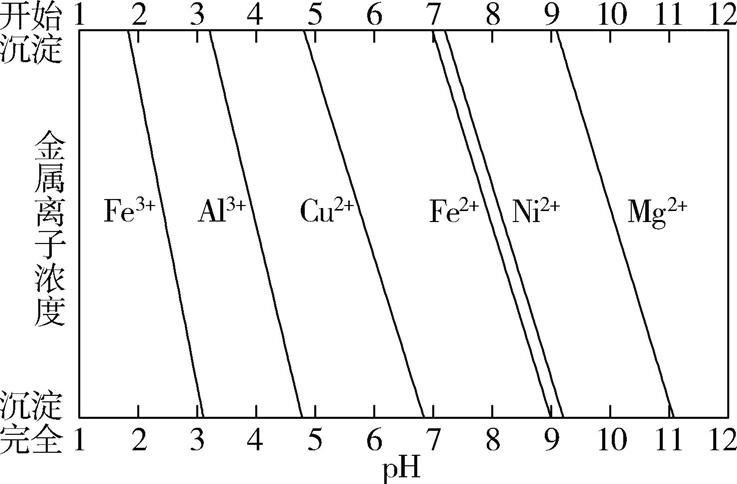 开始 1 2 3 4 5 6 7 8 9 10 11 12
沉淀
金属离子浓度
Fe3+ Al3+ Cu2+ Fe2+ Ni2+ Mg2+
沉淀
完全 1 2 3 4 5 6 7 8 9 10 11 12
pH